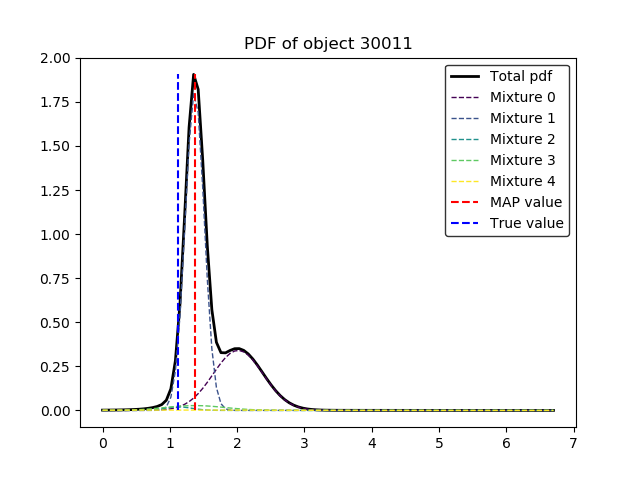 PDF of object 30011
2.00
1.75
1.50
1.25
1.00
0.75
0.50
0.25
0.00
0 1 2 3 4 5 6 7
Total pdf
Mixture 0
Mixture 1
Mixture 2
Mixture 3
Mixture 4
MAP value
True value